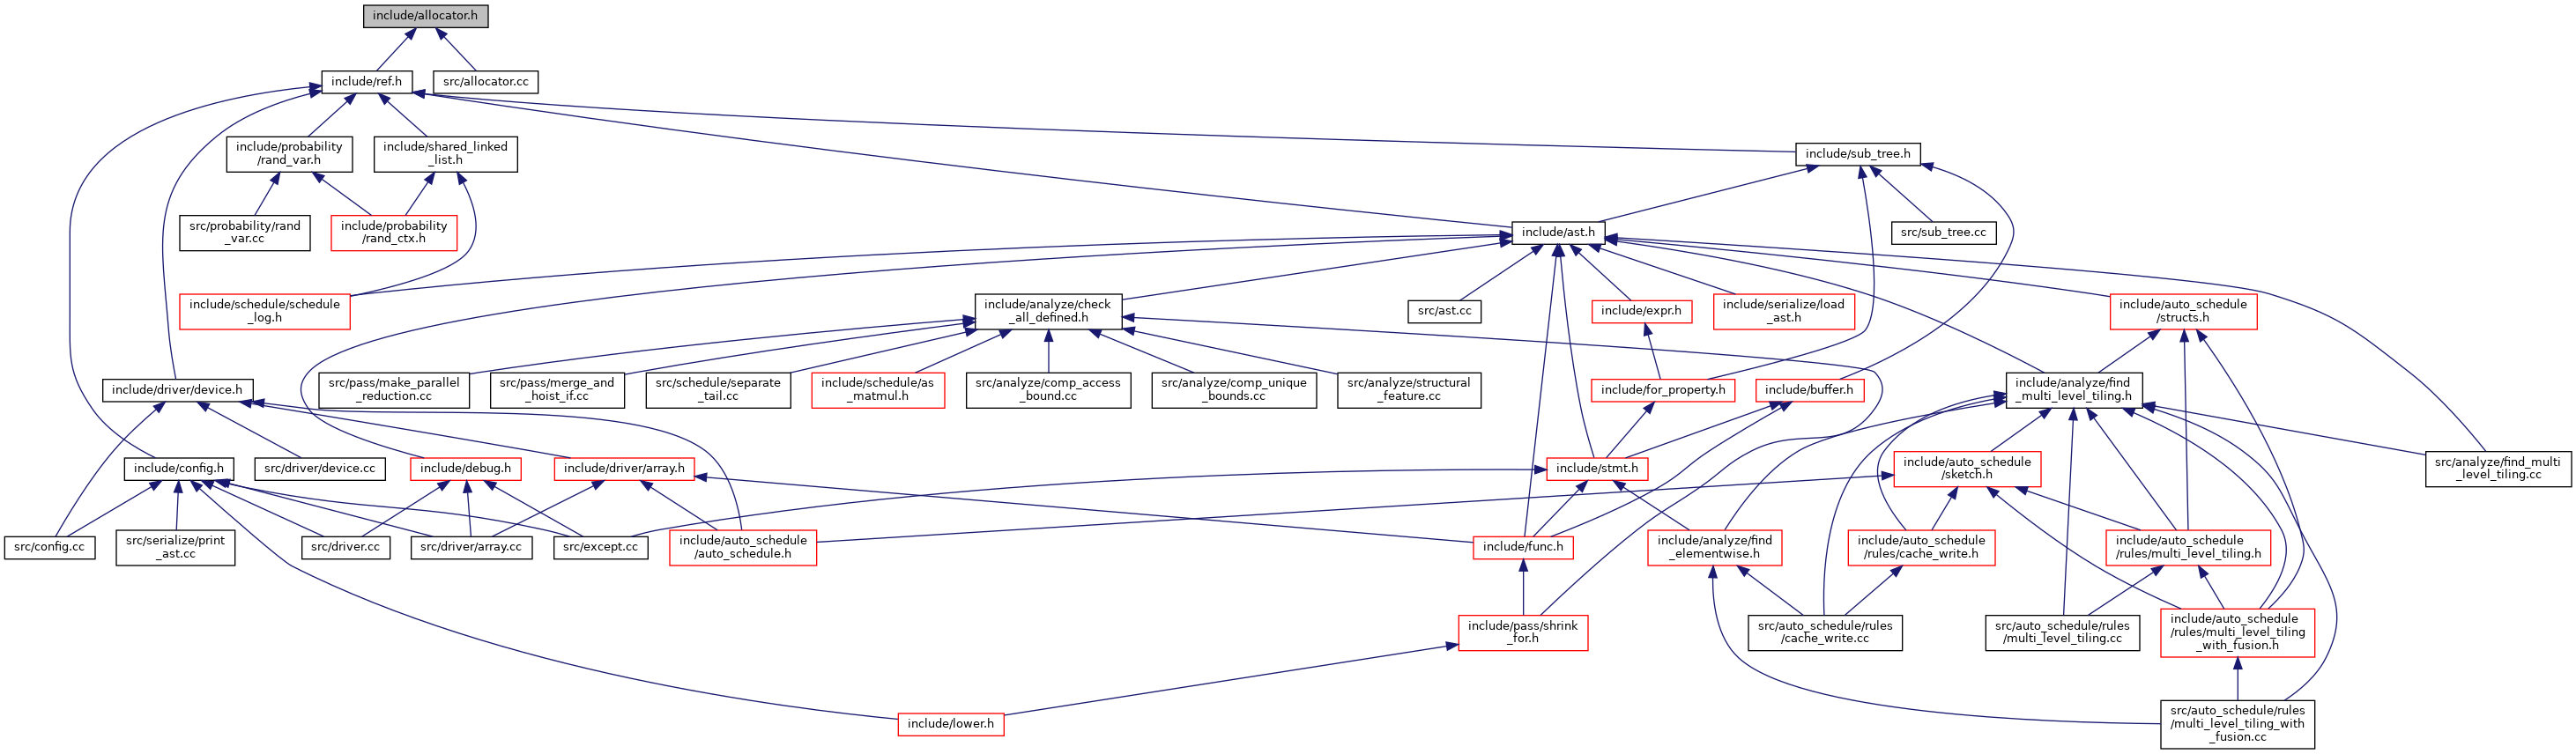 include/allocator.h
include/ref.h
src/allocator.cc
include/probability
/rand_var.h
include/shared_linked
_list.h
include/sub_tree.h
src/probability/rand
_var.cc
include/probability
/rand_ctx.h
include/ast.h
src/sub_tree.cc
include/schedule/schedule
_log.h
include/analyze/check
_all_defined.h
src/ast.cc
include/expr.h
include/serialize/load
_ast.h
include/auto_schedule
/structs.h
include/driver/device.h
src/pass/make_parallel
_reduction.cc
src/pass/merge_and
_hoist_if.cc
src/schedule/separate
_tail.cc
include/schedule/as
_matmul.h
src/analyze/comp_access
_bound.cc
src/analyze/comp_unique
_bounds.cc
src/analyze/structural
_feature.cc
include/for_property.h
include/buffer.h
include/analyze/find
_multi_level_tiling.h
include/config.h
src/driver/device.cc
include/debug.h
include/driver/array.h
include/stmt.h
include/auto_schedule
/sketch.h
src/analyze/find_multi
_level_tiling.cc
src/config.cc
src/serialize/print
_ast.cc
src/driver.cc
src/driver/array.cc
src/except.cc
include/auto_schedule
/auto_schedule.h
include/func.h
include/analyze/find
_elementwise.h
include/auto_schedule
/rules/cache_write.h
include/auto_schedule
/rules/multi_level_tiling.h
include/pass/shrink
_for.h
src/auto_schedule/rules
/cache_write.cc
src/auto_schedule/rules
/multi_level_tiling.cc
include/auto_schedule
/rules/multi_level_tiling
_with_fusion.h
include/lower.h
src/auto_schedule/rules
/multi_level_tiling_with
_fusion.cc